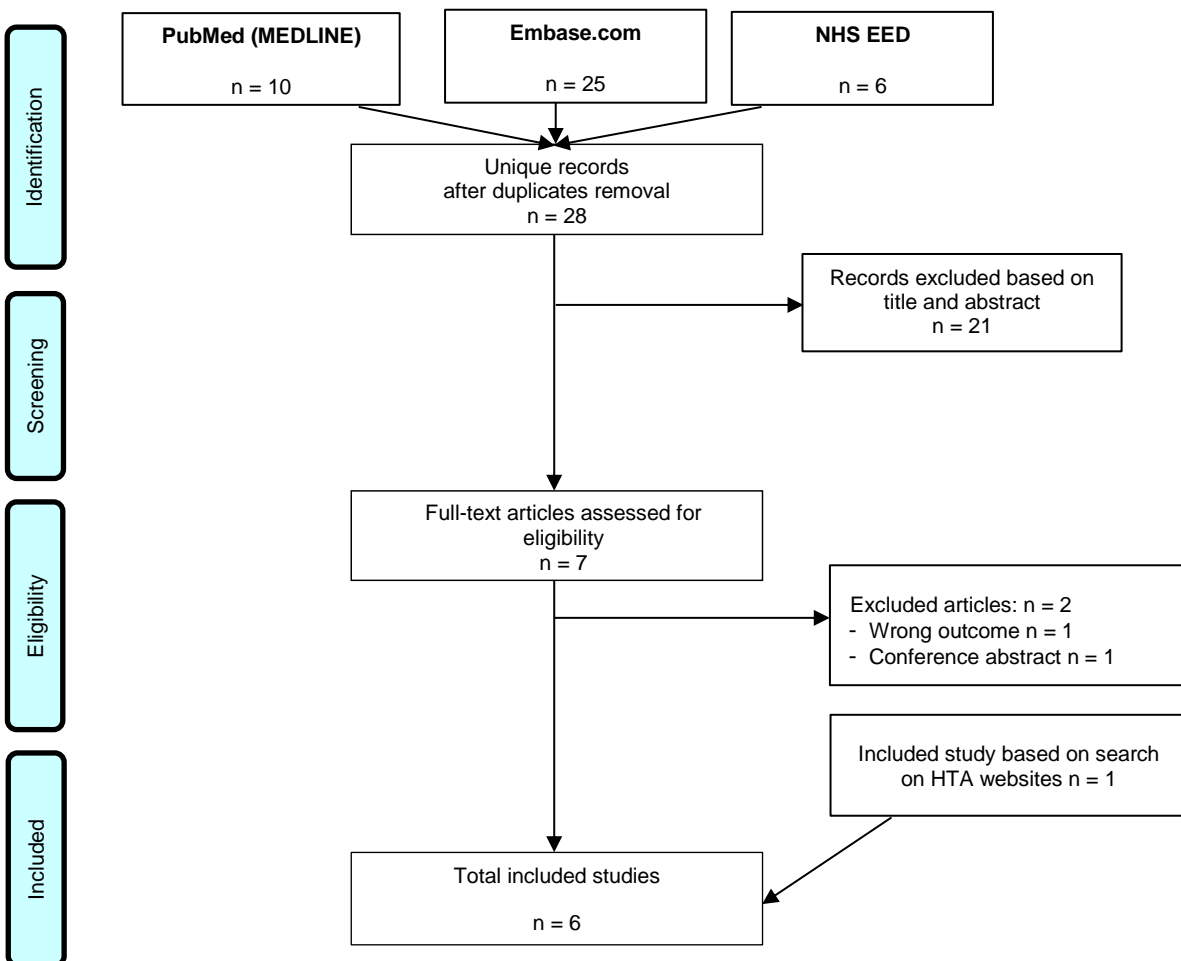 PubMed (MEDLINE)
n = 10
Embase.com
n = 25
NHS EED
n = 6
Identification
Unique records
after duplicates removal
n = 28
Records excluded based on
title and abstract
n = 21
Screening
Full-text articles assessed for
eligibility
n = 7
Eligibility
Excluded articles: n = 2
- Wrong outcome n = 1
- Conference abstract n = 1
Included study based on search
on HTA websites n = 1
Included
Total included studies
n = 6